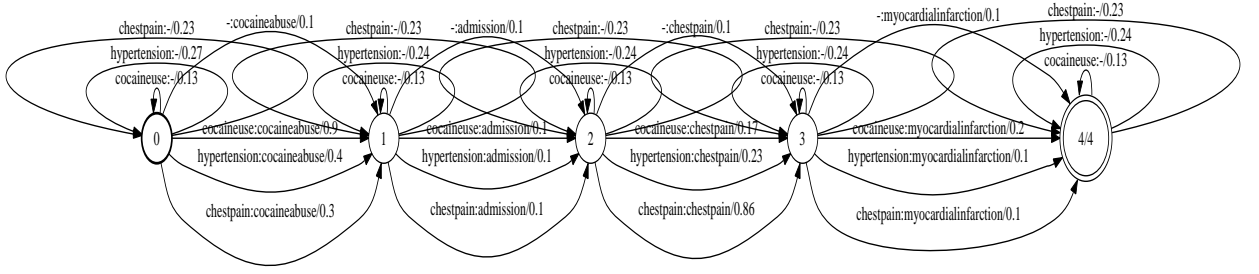 chestpain:-/0.23
-:cocaineabuse/0.1
chestpain:-/0.23
-:admission/0.1
chestpain:-/0.23
-:chestpain/0.1
chestpain:-/0.23
-:myocardialinfarction/0.1
chestpain:-/0.23
hypertension:-/0.27
hypertension:-/0.24
hypertension:-/0.24
hypertension:-/0.24
hypertension:-/0.24
cocaineuse:-/0.13
cocaineuse:-/0.13
cocaineuse:-/0.13
cocaineuse:-/0.13
cocaineuse:-/0.13
0
cocaineuse:cocaineabuse/0.9
1
cocaineuse:admission/0.1
2
cocaineuse:chestpain/0.17
3
cocaineuse:myocardialinfarction/0.2
4/4
hypertension:cocaineabuse/0.4
hypertension:admission/0.1
hypertension:chestpain/0.23
hypertension:myocardialinfarction/0.1
chestpain:cocaineabuse/0.3
chestpain:admission/0.1
chestpain:chestpain/0.86
chestpain:myocardialinfarction/0.1